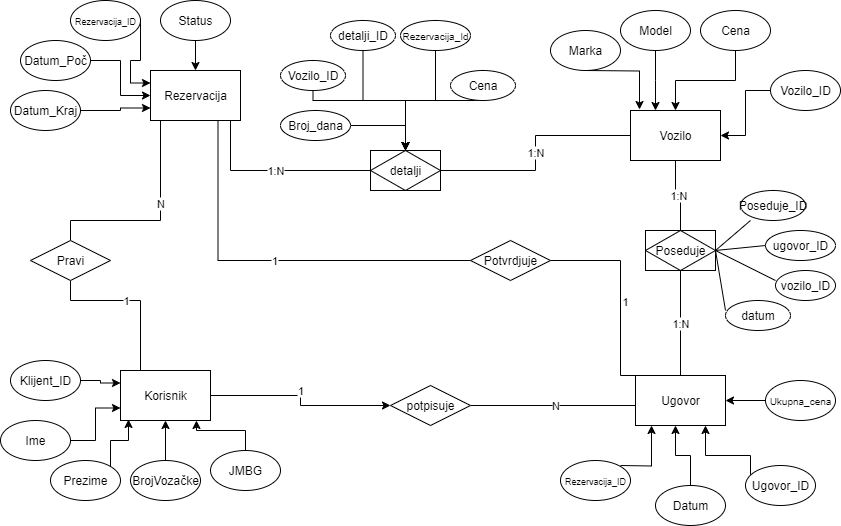 Rezervacija_ID
Status
Datum_Poč
Datum_Kraj
Rezervacija
detalji_ID
Rezervacija_Id
Vozilo_ID
Cena
Broj_dana
detalji
1:N
1:N
Marka
Model
Cena
Vozilo_ID
Vozilo
1:N
Poseduje_ID
ugovor_ID
vozilo_ID
datum
Poseduje
1:N
N
Pravi
1
1
Potvrdjuje
1
Klijent_ID
Ime
Prezime
BrojVozačke
JMBG
Korisnik
1
potpisuje
N
Ugovor
Ukupna_cena
Rezervacija_ID
Datum
Ugovor_ID